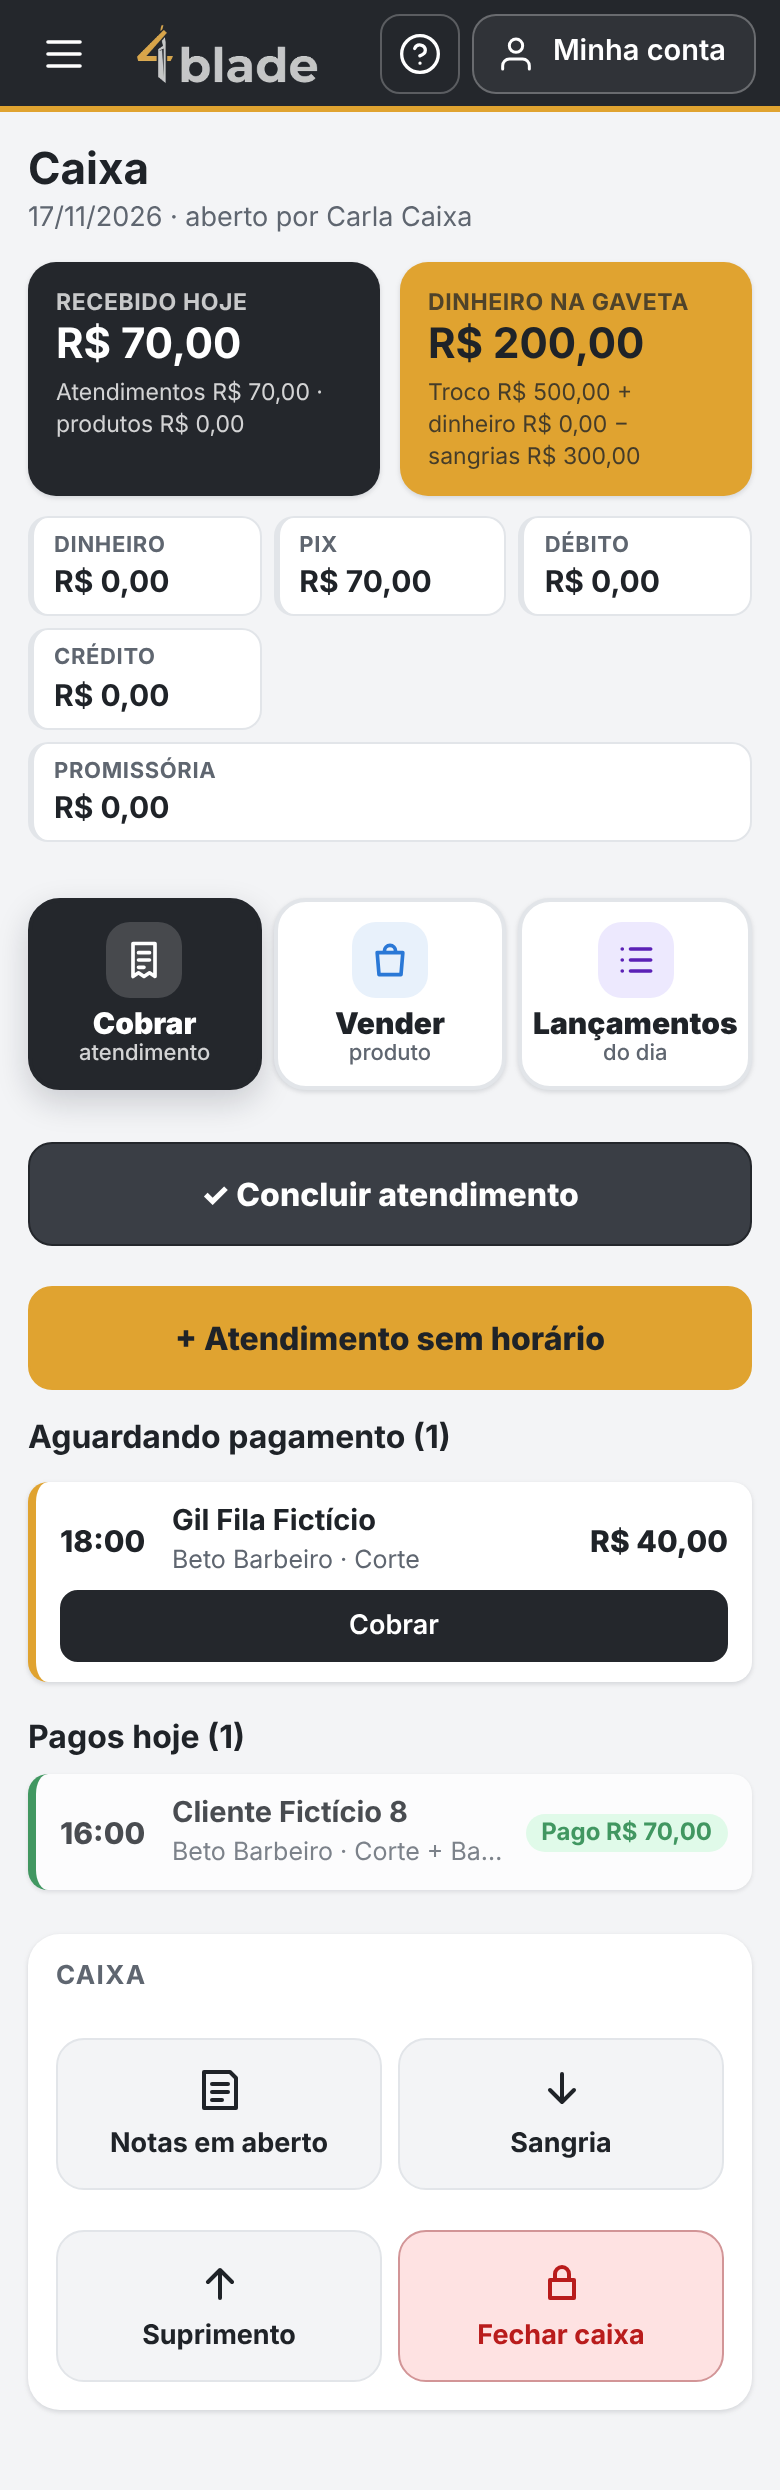 4blade
Minha conta
Caixa
17/11/2026 · aberto por Carla Caixa
RECEBIDO HOJE
R$ 70,00
Atendimentos R$ 70,00 ·
produtos R$ 0,00
DINHEIRO NA GAVETA
R$ 200,00
Troco R$ 500,00 +
dinheiro R$ 0,00 −
sangrias R$ 300,00
DINHEIRO
R$ 0,00
PIX
R$ 70,00
DÉBITO
R$ 0,00
CRÉDITO
R$ 0,00
PROMISSÓRIA
R$ 0,00
Cobrar
atendimento
Vender
produto
Lançamentos
do dia
✓ Concluir atendimento
+ Atendimento sem horário
Aguardando pagamento (1)
18:00
Gil Fila Fictício
Beto Barbeiro · Corte
R$ 40,00
Cobrar
Pagos hoje (1)
16:00
Cliente Fictício 8
Beto Barbeiro · Corte + Ba...
Pago R$ 70,00
CAIXA
Notas em aberto
Sangria
Suprimento
Fechar caixa